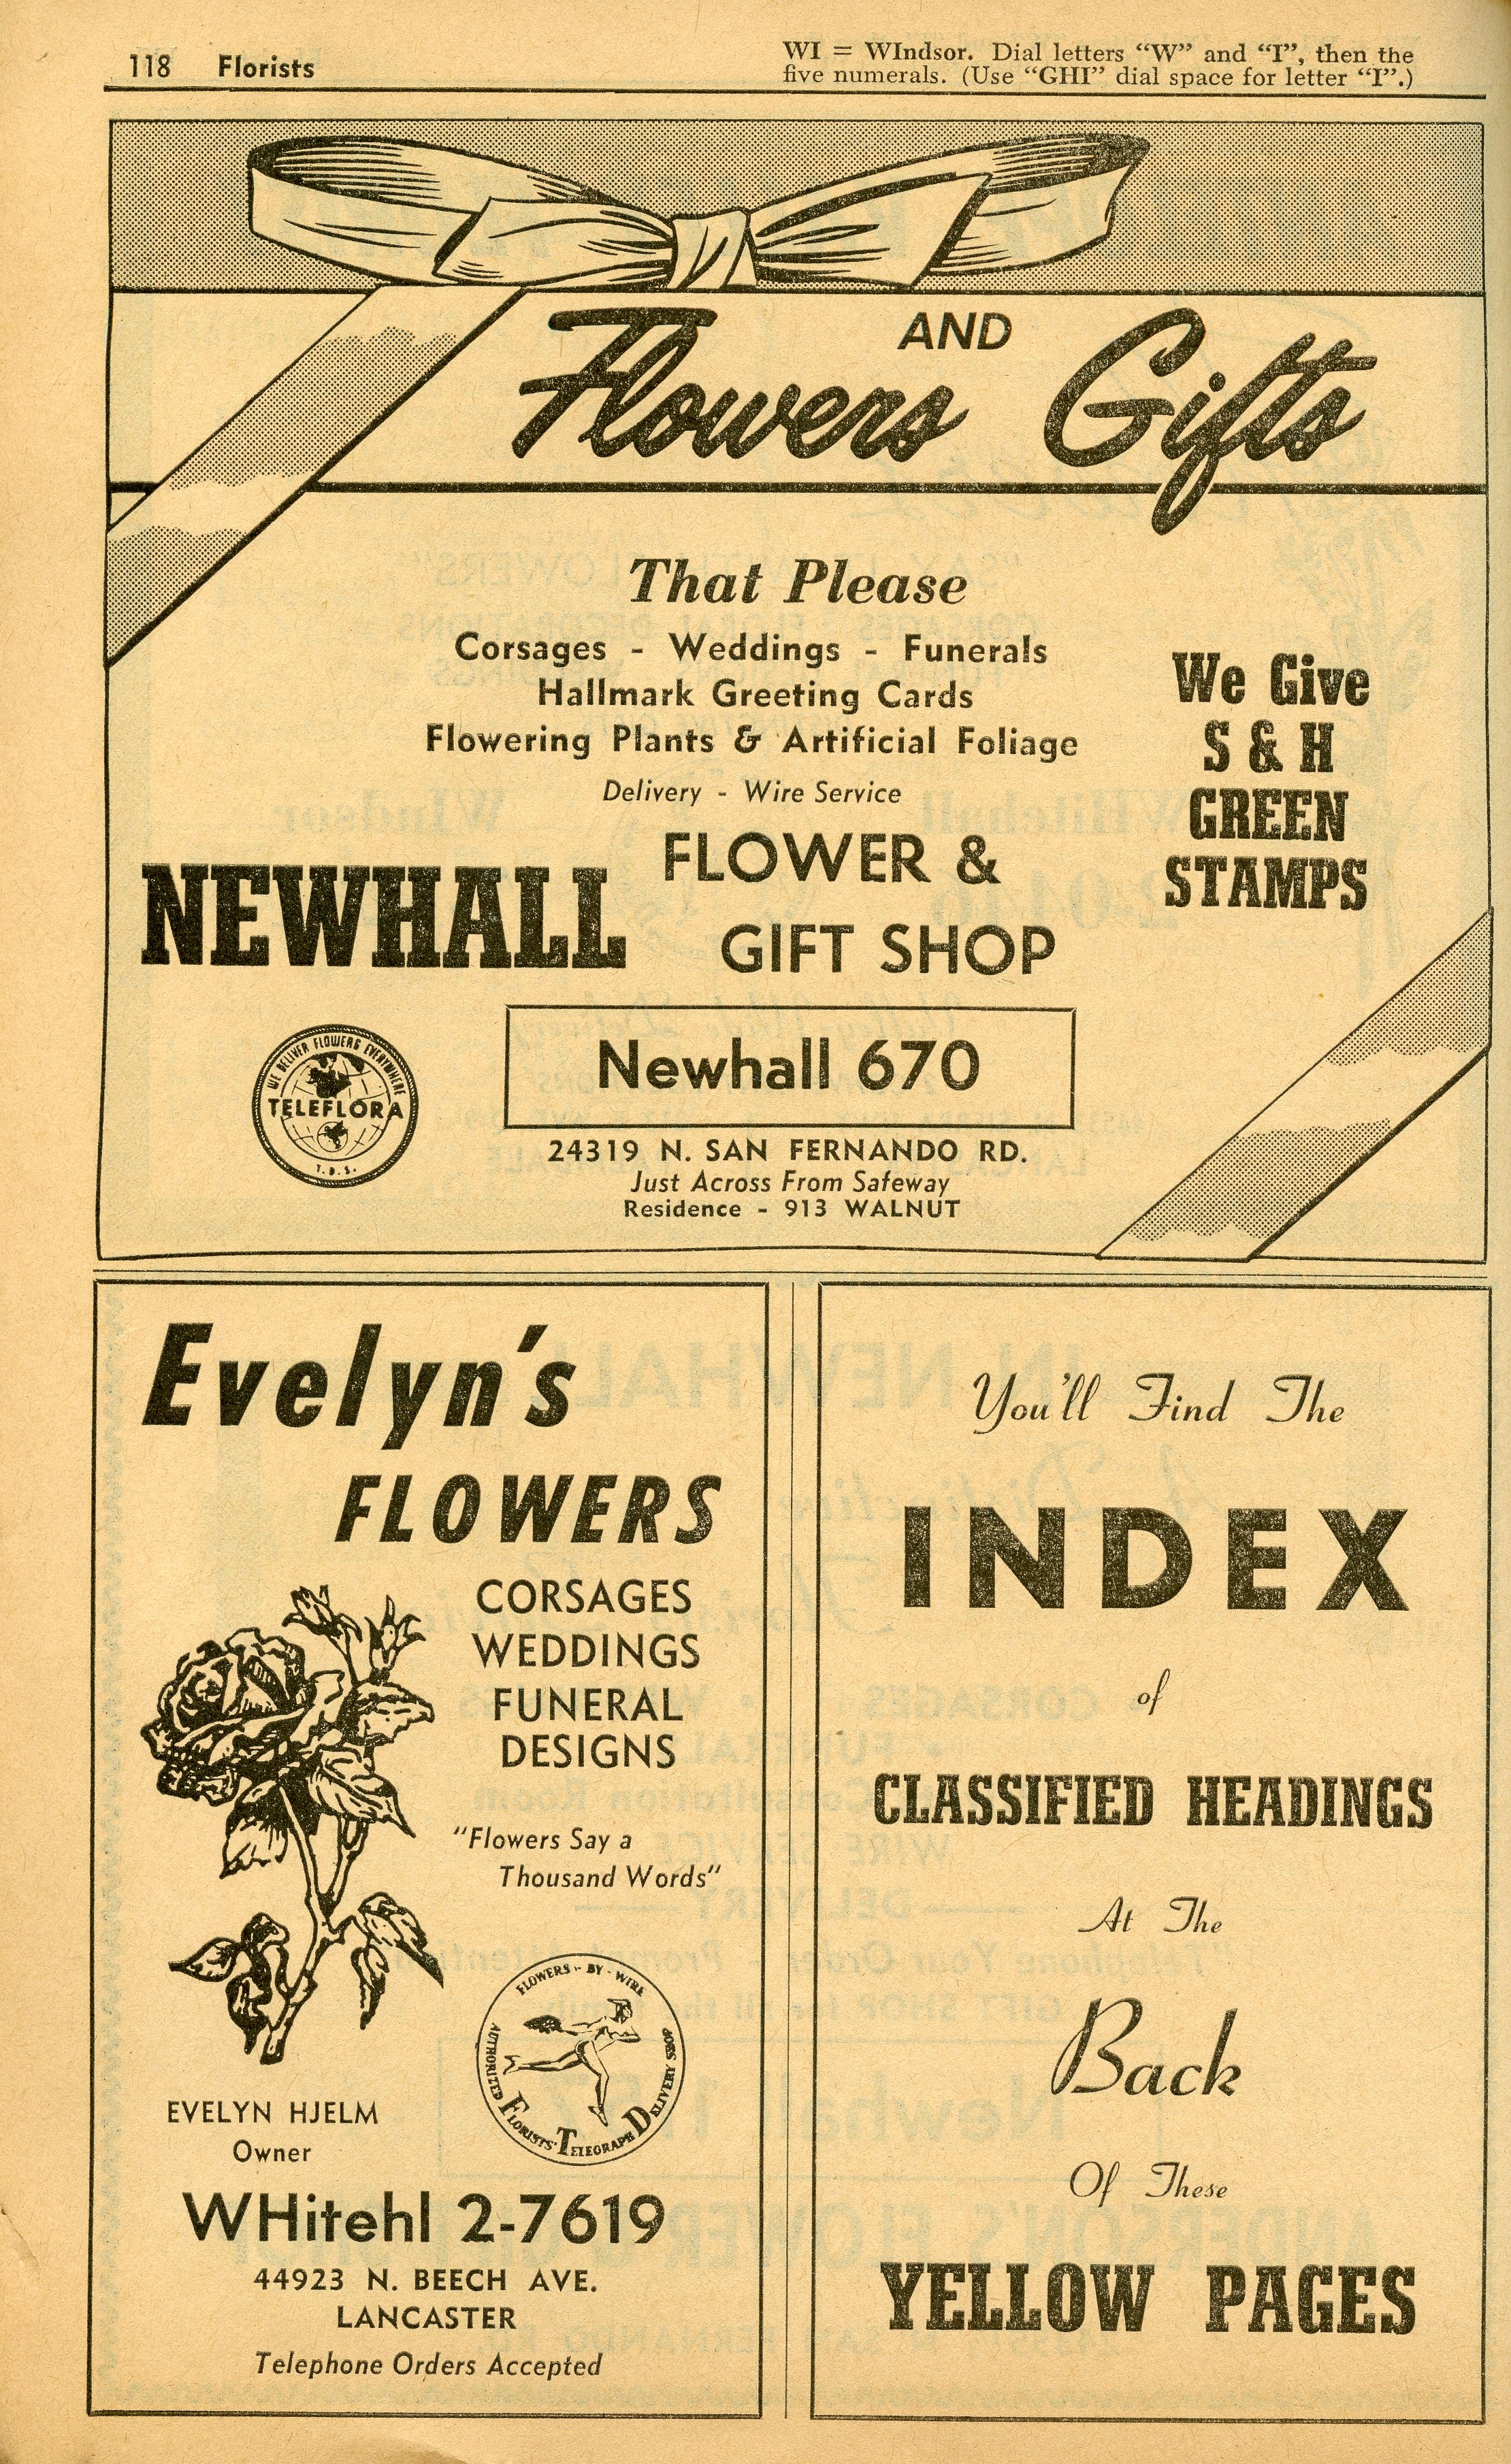 118 Florists
WI = WIndsor. Dial letters “W” and “I”, then the
five numerals. (Use “GHI” dial space for letter “I”.)
Flowers AND Gifts
That Please
Corsages - Weddings - Funerals
Hallmark Greeting Cards
Flowering Plants & Artificial Foliage
Delivery - Wire Service
We Give
S & H
GREEN
STAMPS
NEWHALL
FLOWER &
GIFT SHOP
WE DELIVER FLOWERS EVERYWHERE
TELEFLORA
T.D.S.
Newhall 670
24319 N. SAN FERNANDO RD.
Just Across From Safeway
Residence - 913 WALNUT
Evelyn's
FLOWERS
CORSAGES
WEDDINGS
FUNERAL
DESIGNS
“Flowers Say a
Thousand Words”
FLOWERS - BY - WIRE
AUTHORIZED FLORISTS' TELEGRAPH DELIVERY SHOP
EVELYN HJELM
Owner
WHitehl 2-7619
44923 N. BEECH AVE.
LANCASTER
Telephone Orders Accepted
You'll Find The
INDEX
of
CLASSIFIED HEADINGS
At The
Back
Of These
YELLOW PAGES